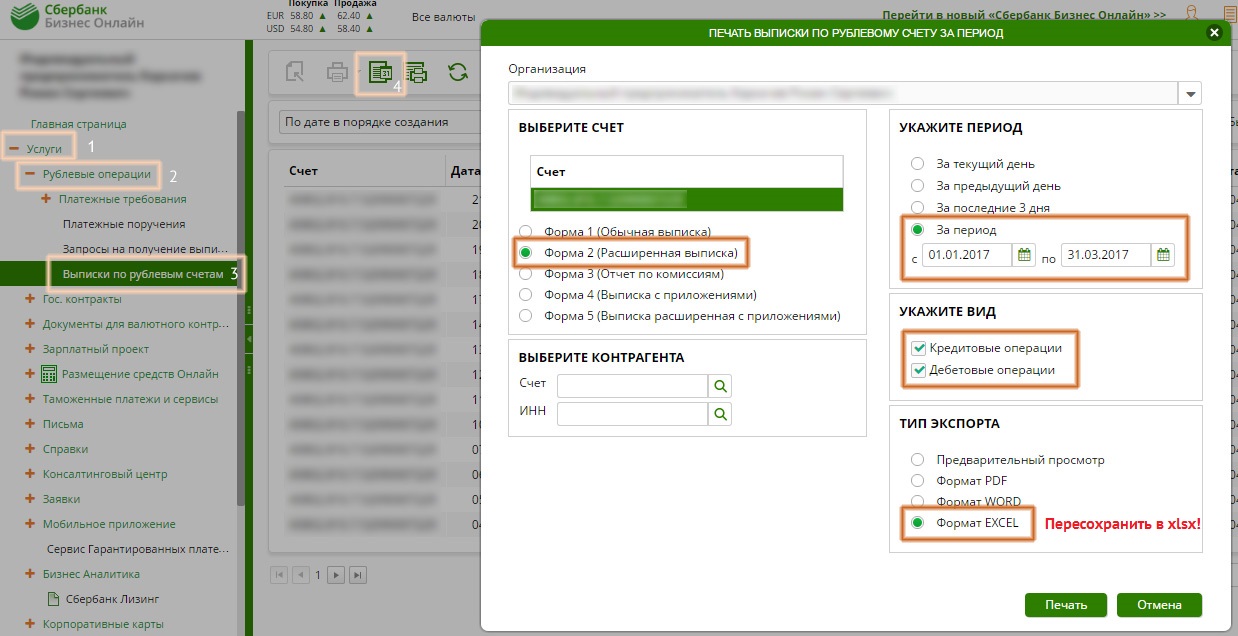 Сбербанк
Бизнес Онлайн
Покупка Продажа
EUR 58.80 ▲ 62.40 ▲
USD 54.80 ▲ 58.40 ▲
Все валюты
Перейти в новый «Сбербанк Бизнес Онлайн» >>
Главная страница
Услуги 1
Рублевые операции 2
Платежные требования
Платежные поручения
Запросы на получение выпи...
Выписки по рублевым счетам 3
Гос. контракты
Документы для валютного контр...
Зарплатный проект
Размещение средств Онлайн
Таможенные платежи и сервисы
Письма
Справки
Консалтинговый центр
Заявки
Мобильное приложение
Сервис Гарантированных плате...
Бизнес Аналитика
Сбербанк Лизинг
Корпоративные карты
31
4
По дате в порядке создания
Счет Дата
1
ПЕЧАТЬ ВЫПИСКИ ПО РУБЛЕВОМУ СЧЕТУ ЗА ПЕРИОД
Организация
ВЫБЕРИТЕ СЧЕТ
Счет
Форма 1 (Обычная выписка)
Форма 2 (Расширенная выписка)
Форма 3 (Отчет по комиссиям)
Форма 4 (Выписка с приложениями)
Форма 5 (Выписка расширенная с приложениями)
ВЫБЕРИТЕ КОНТРАГЕНТА
Счет
ИНН
УКАЖИТЕ ПЕРИОД
За текущий день
За предыдущий день
За последние 3 дня
За период
с 01.01.2017 по 31.03.2017
УКАЖИТЕ ВИД
Кредитовые операции
Дебетовые операции
ТИП ЭКСПОРТА
Предварительный просмотр
Формат PDF
Формат WORD
Формат EXCEL
Пересохранить в xlsx!
Печать
Отмена